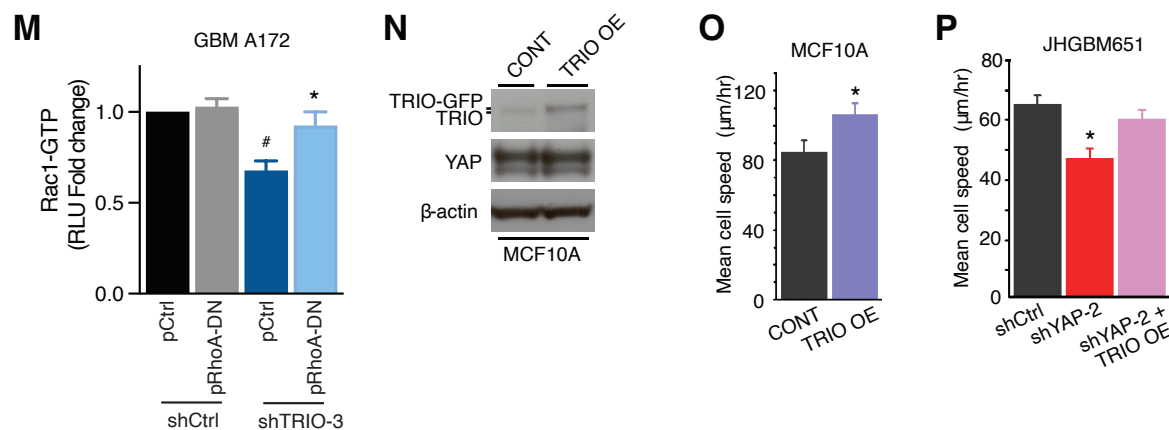 M
GBM A172
Rac1-GTP
(RLU Fold change)
1.0
0.5
0.0
#
*
pCtrl
pRhoA-DN
pCtrl
pRhoA-DN
shCtrl
shTRIO-3
N
CONT
TRIO OE
TRIO-GFP
TRIO
YAP
β-actin
MCF10A
O
MCF10A
Mean cell speed (μm/hr)
120
80
40
0
*
CONT
TRIO OE
P
JHGBM651
Mean cell speed (μm/hr)
80
60
40
20
0
*
shCtrl
shYAP-2
shYAP-2 +
TRIO OE